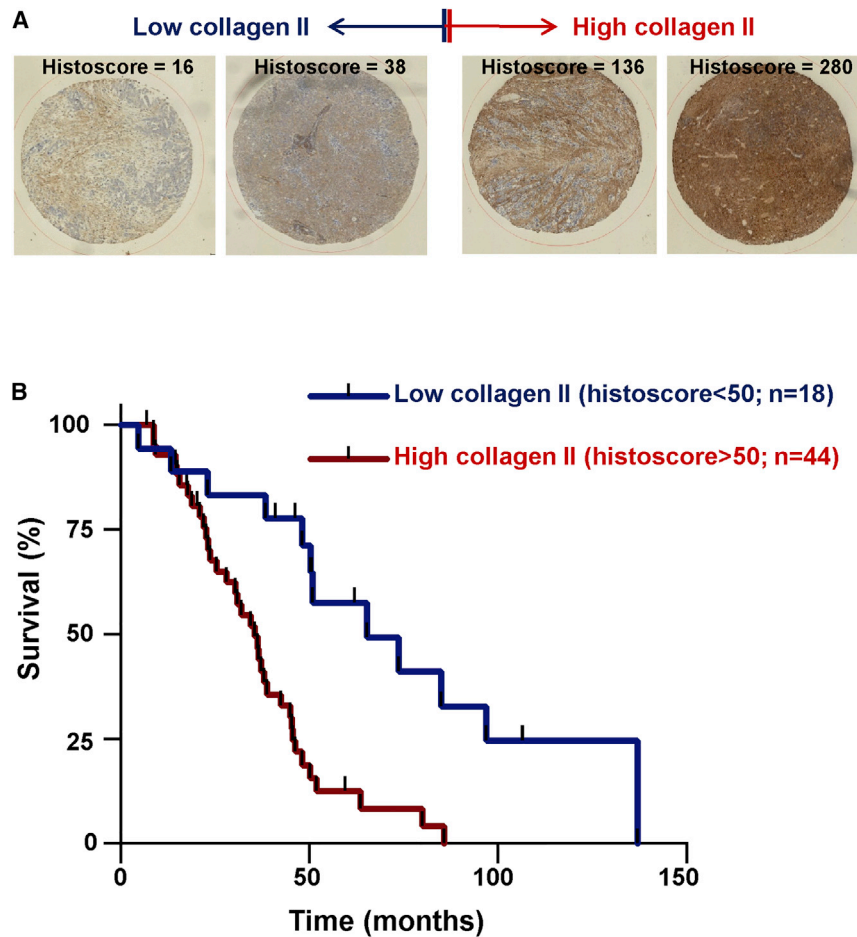 A
Low collagen II
High collagen II
Histoscore = 16
Histoscore = 38
Histoscore = 136
Histoscore = 280
B
Low collagen II (histoscore<50; n=18)
High collagen II (histoscore>50; n=44)
100
75
50
25
0
Survival (%)
0
50
100
150
Time (months)